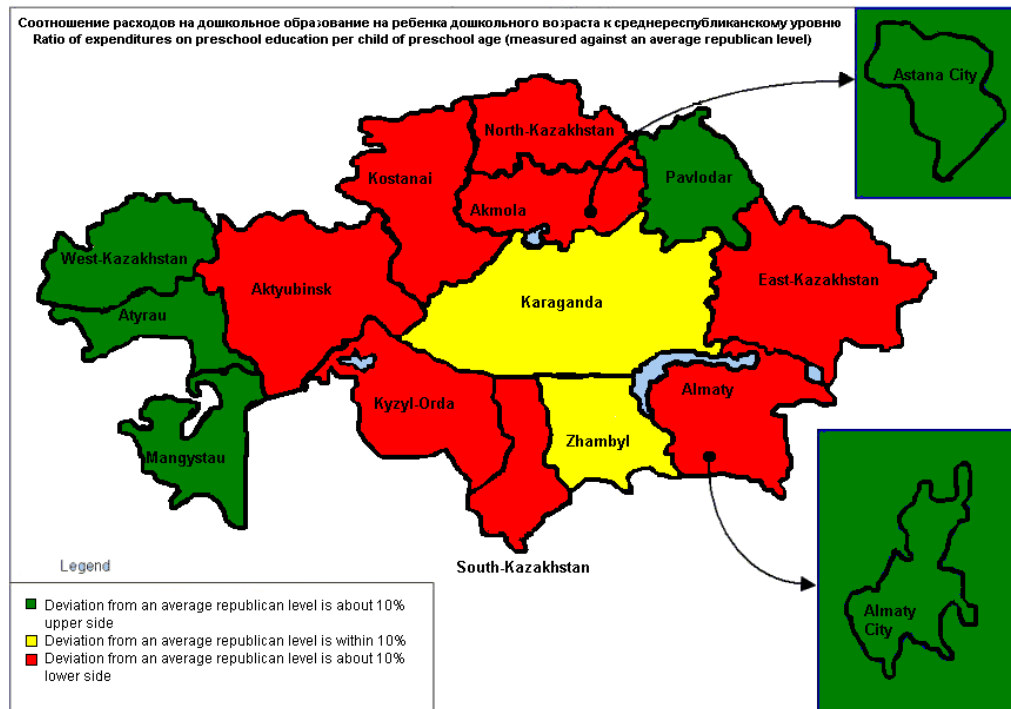 Соотношение расходов на дошкольное образование на ребенка дошкольного возраста к среднереспубликанскому уровню
Ratio of expenditures on preschool education per child of preschool age (measured against an average republican level)
Astana City
North-Kazakhstan
Kostanai
Pavlodar
Akmola
West-Kazakhstan
East-Kazakhstan
Aktyubinsk
Karaganda
Atyrau
Almaty
Kyzyl-Orda
Zhambyl
Mangystau
South-Kazakhstan
Almaty
City
Legend
Deviation from an average republican level is about 10%
upper side
Deviation from an average republican level is within 10%
Deviation from an average republican level is about 10%
lower side